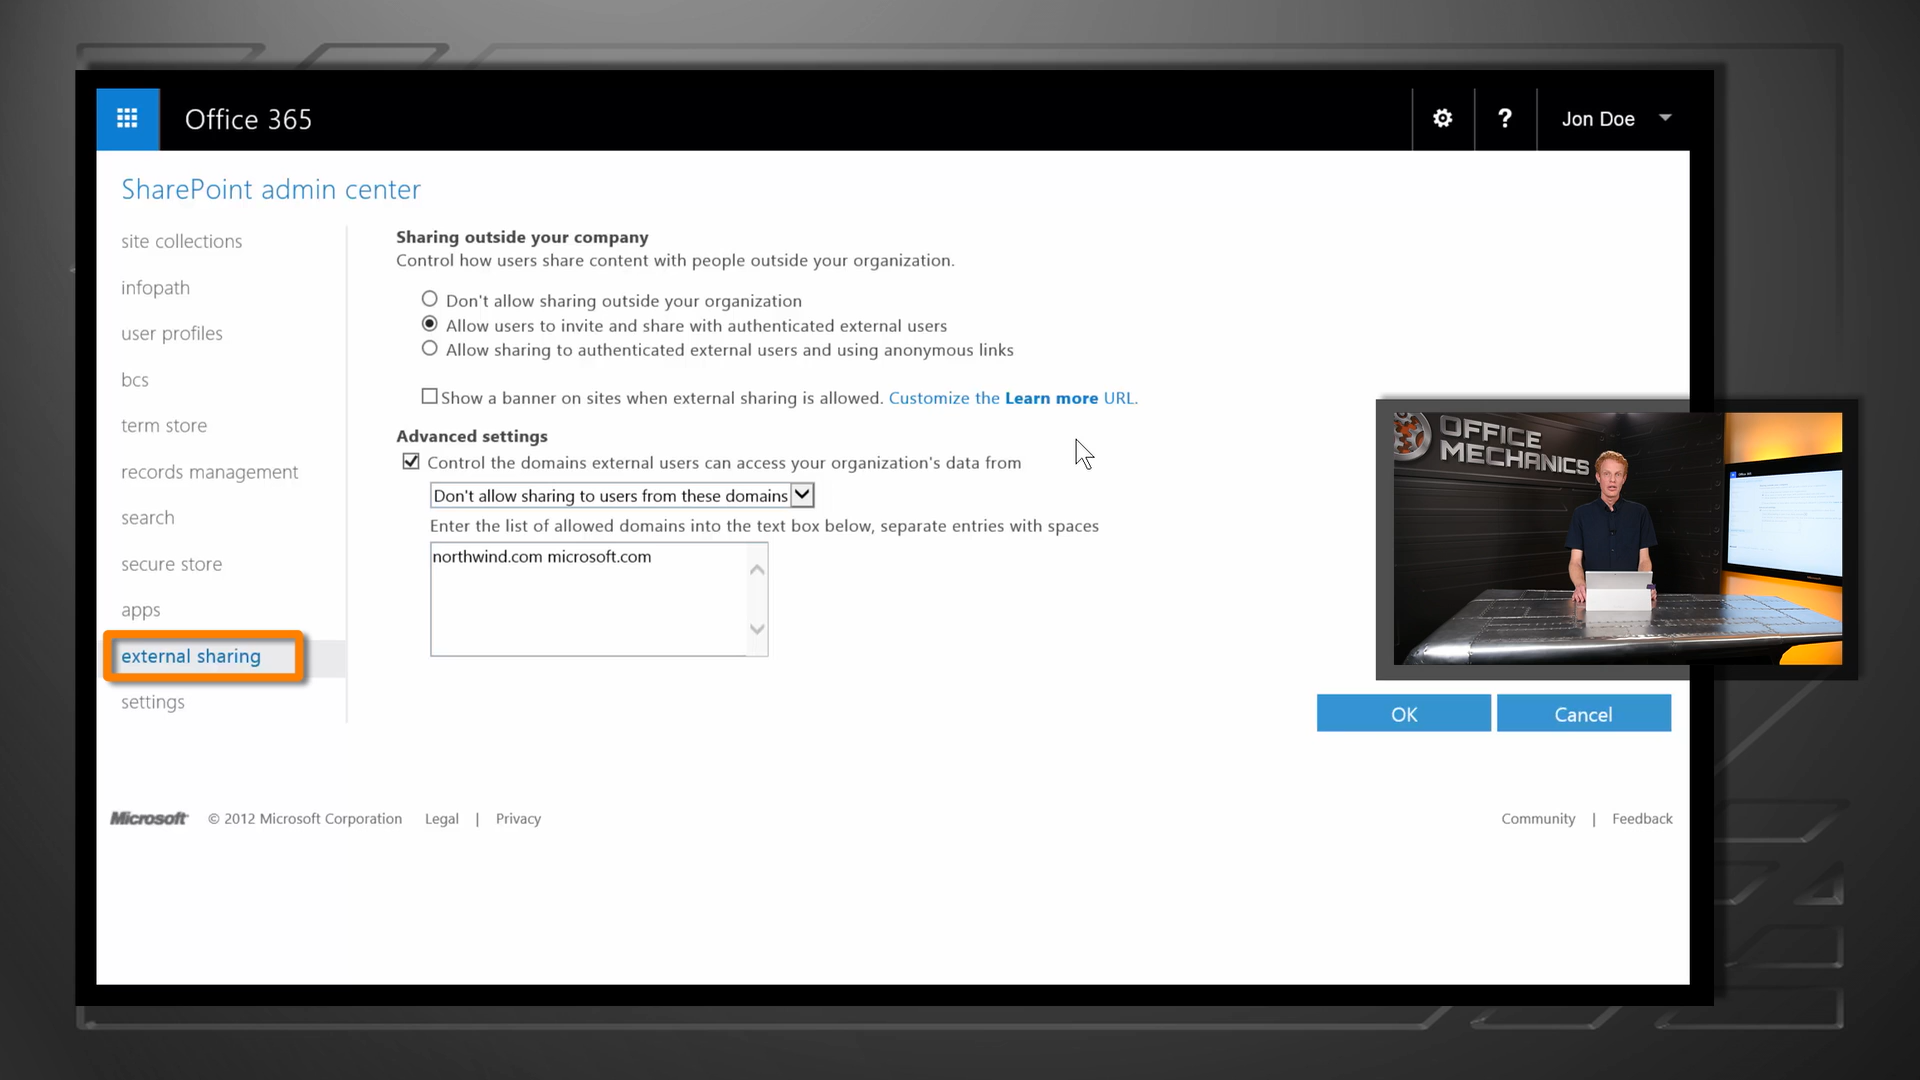 Office 365
?
Jon Doe
SharePoint admin center
site collections
infopath
user profiles
bcs
term store
records management
search
secure store
apps
external sharing
settings
Sharing outside your company
Control how users share content with people outside your organization.
Don't allow sharing outside your organization
Allow users to invite and share with authenticated external users
Allow sharing to authenticated external users and using anonymous links
Show a banner on sites when external sharing is allowed. Customize the Learn more URL.
Advanced settings
Control the domains external users can access your organization's data from
Don't allow sharing to users from these domains
Enter the list of allowed domains into the text box below, separate entries with spaces
northwind.com microsoft.com
OFFICE
MECHANICS
OK
Cancel
Microsoft
© 2012 Microsoft Corporation
Legal | Privacy
Community | Feedback